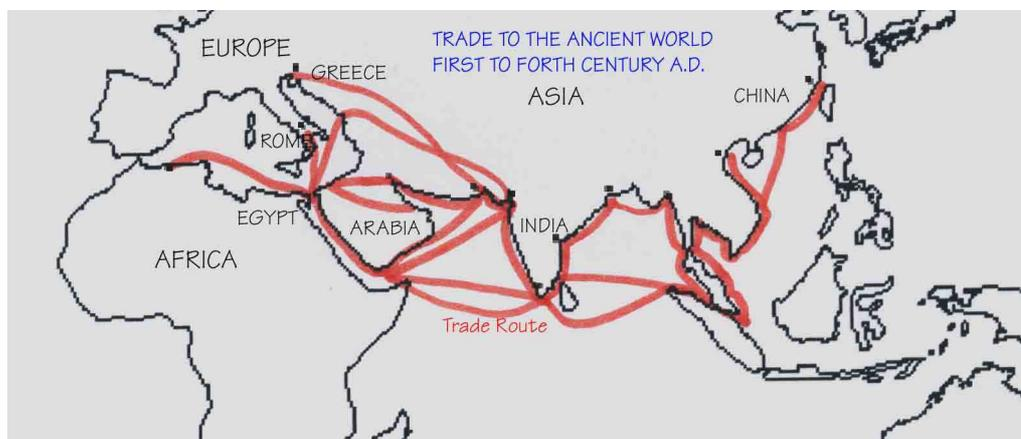 TRADE TO THE ANCIENT WORLD
FIRST TO FORTH CENTURY A.D.
EUROPE
GREECE
ASIA
CHINA
ROME
EGYPT
ARABIA
INDIA
AFRICA
Trade Route